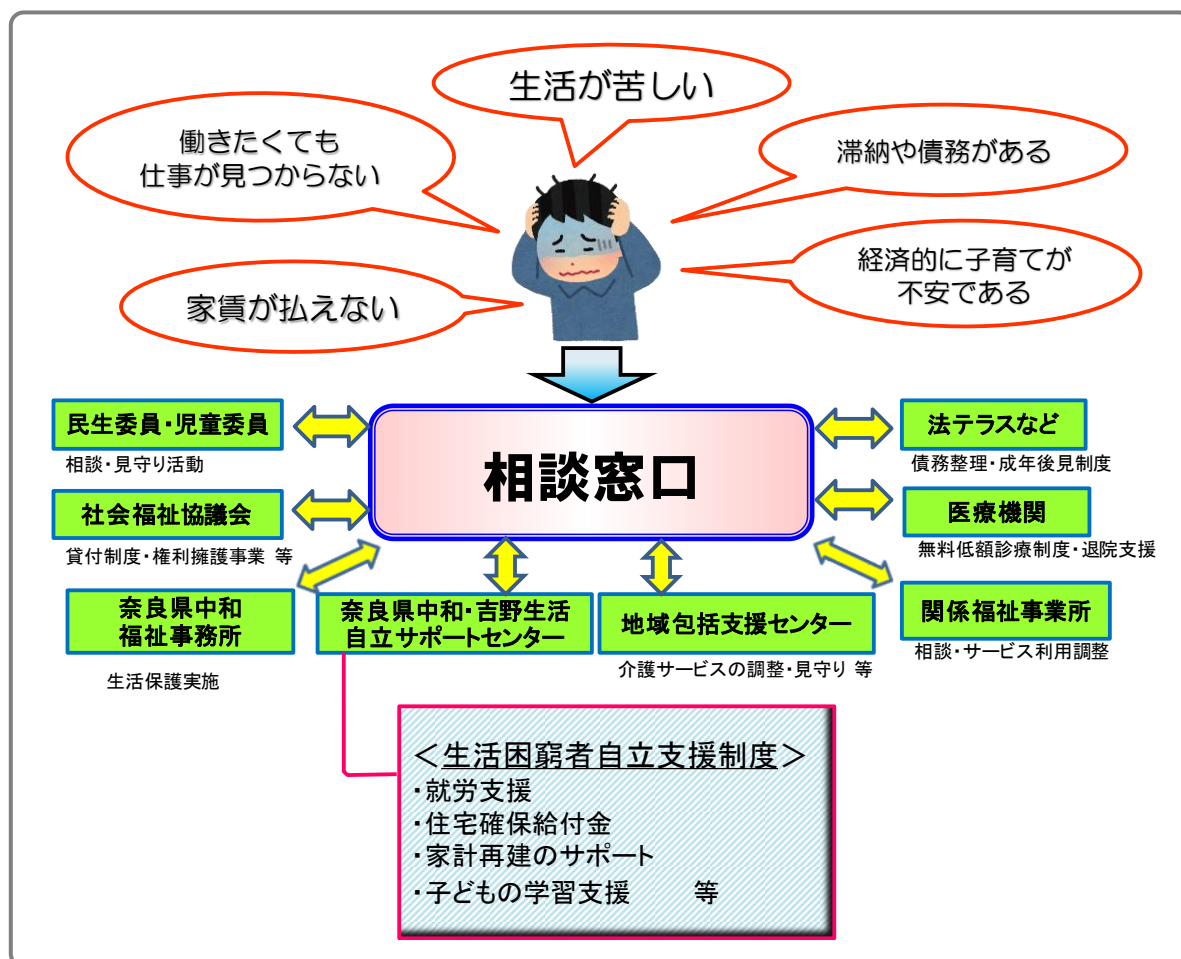 生活が苦しい
働きたくても
仕事が見つからない
滞納や債務がある
経済的に子育てが
不安である
家賃が払えない
相談窓口
民生委員・児童委員
相談・見守り活動
社会福祉協議会
貸付制度・権利擁護事業 等
奈良県中和
福祉事務所
生活保護実施
奈良県中和・吉野生活
自立サポートセンター
地域包括支援センター
介護サービスの調整・見守り 等
法テラスなど
債務整理・成年後見制度
医療機関
無料低額診療制度・退院支援
関係福祉事業所
相談・サービス利用調整
＜生活困窮者自立支援制度＞
・就労支援
・住宅確保給付金
・家計再建のサポート
・子どもの学習支援　　等